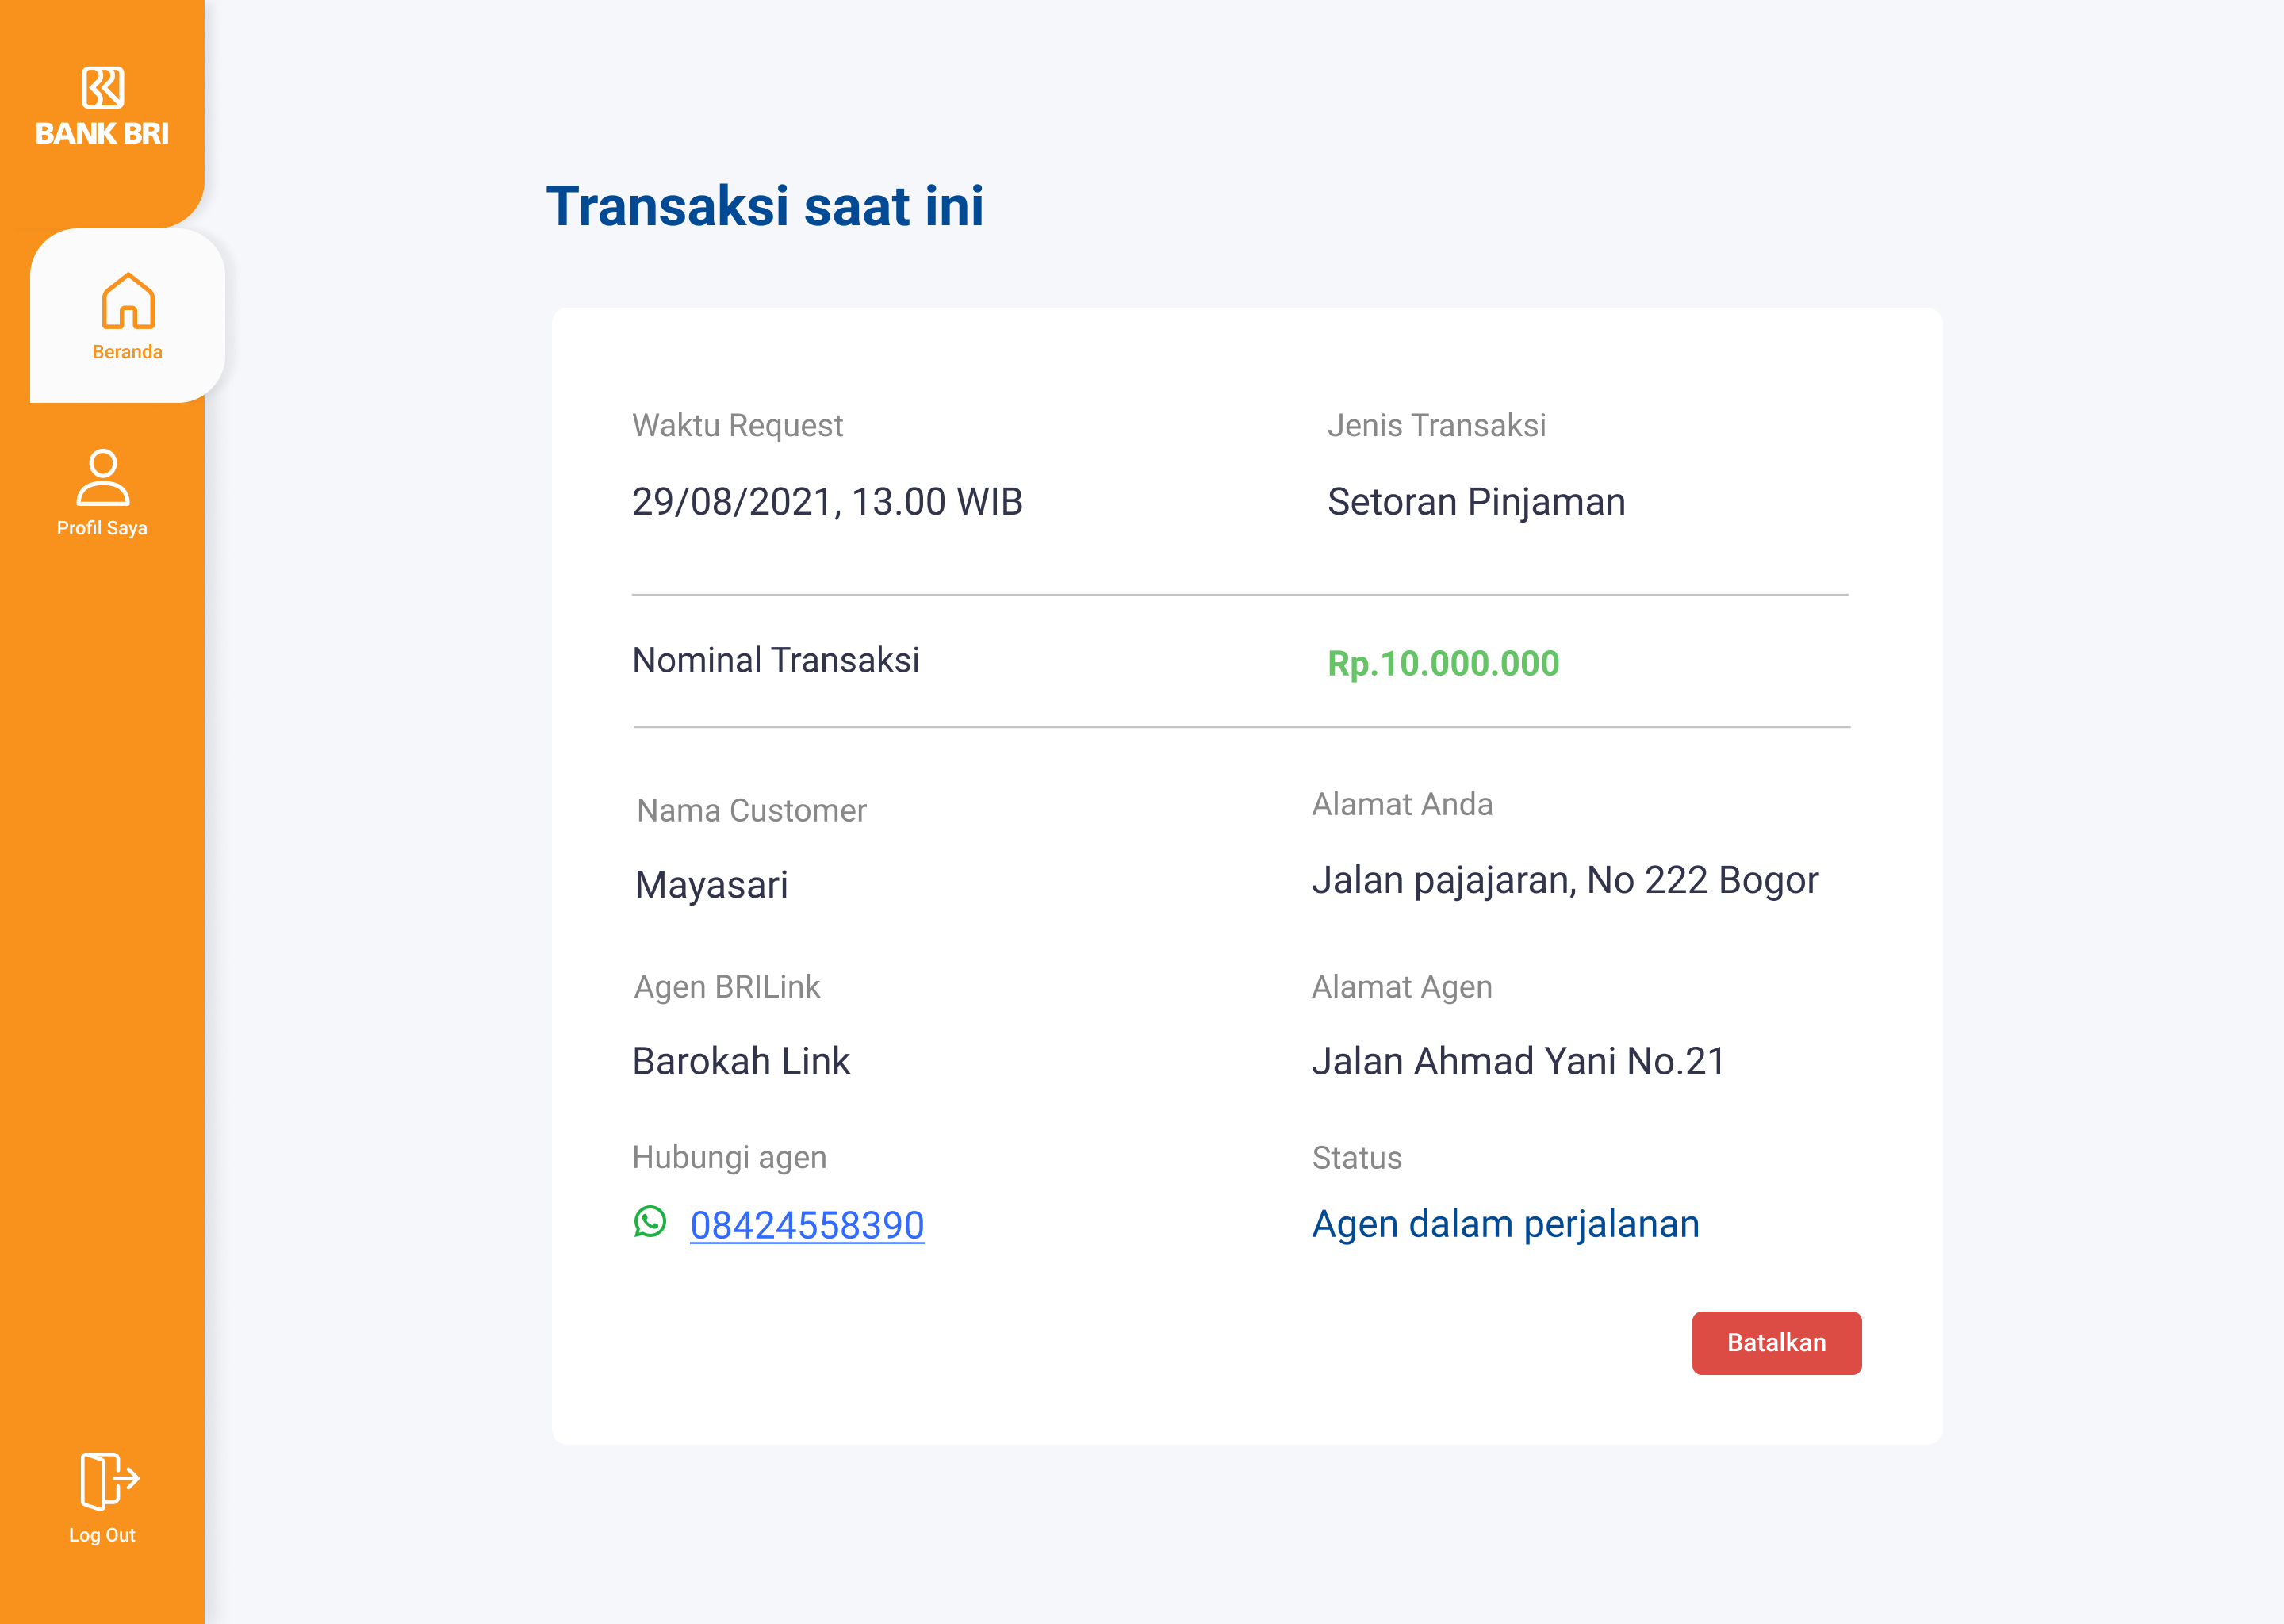 BANK BRI
Beranda
Profil Saya
Log Out
Transaksi saat ini
Waktu Request
Jenis Transaksi
29/08/2021, 13.00 WIB
Setoran Pinjaman
Nominal Transaksi
Rp.10.000.000
Nama Customer
Alamat Anda
Mayasari
Jalan pajajaran, No 222 Bogor
Agen BRILink
Alamat Agen
Barokah Link
Jalan Ahmad Yani No.21
Hubungi agen
Status
08424558390
Agen dalam perjalanan
Batalkan